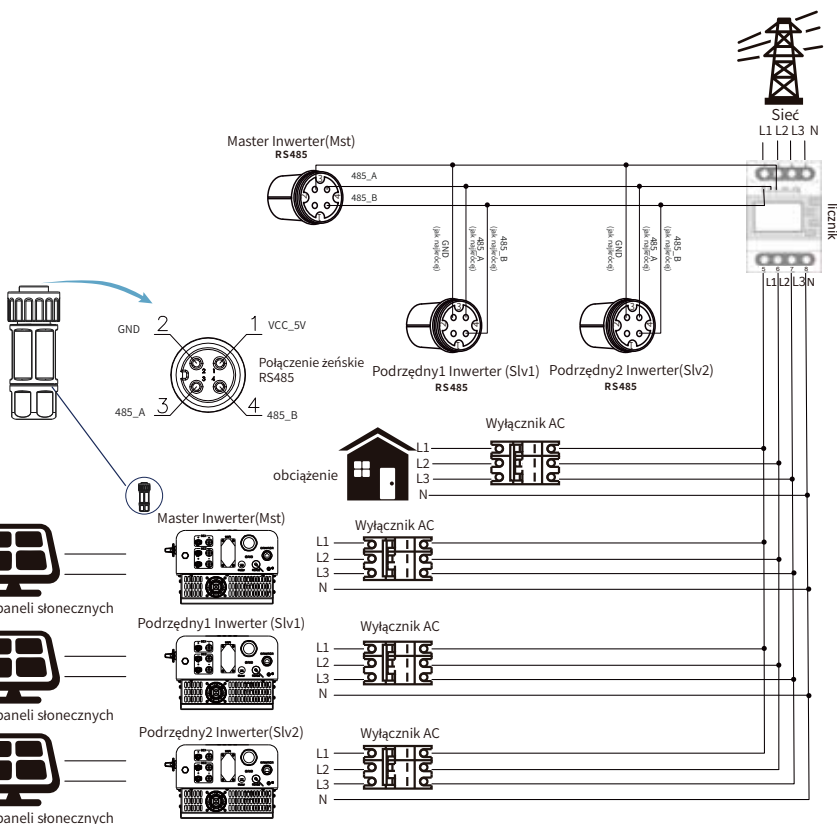 Sieć
L1 L2 L3 N
licznik
5 6 7 8
L1 L2 L3 N
Master Inwerter(Mst)
RS485
485_A
485_B
GND
(jak najkrócej)
485_A
(jak najkrócej)
485_B
(jak najkrócej)
GND
(jak najkrócej)
485_A
(jak najkrócej)
485_B
(jak najkrócej)
Podrzędny1 Inwerter (Slv1)
RS485
Podrzędny2 Inwerter(Slv2)
RS485
GND 2
1 VCC_5V
2
3 4
485_A 3
4 485_B
Połączenie żeńskie
RS485
Wyłącznik AC
obciążenie
L1
L2
L3
N
Master Inwerter(Mst)
Wyłącznik AC
L1
L2
L3
N
paneli słonecznych
Podrzędny1 Inwerter (Slv1)
Wyłącznik AC
L1
L2
L3
N
paneli słonecznych
Podrzędny2 Inwerter(Slv2)
Wyłącznik AC
L1
L2
L3
N
paneli słonecznych